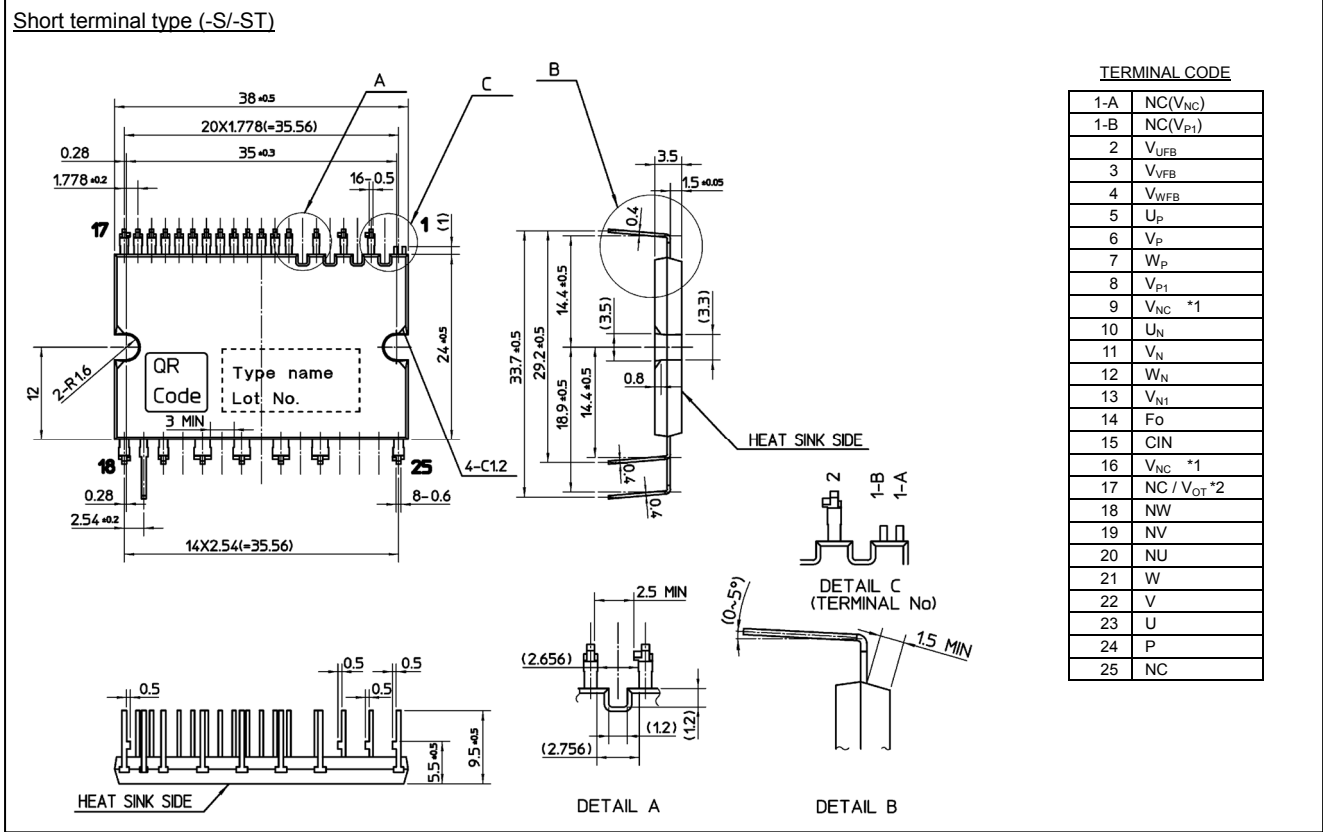 Short terminal type (-S/-ST)
A
C
B
38 ±0.5
20X1.778(=35.56)
35 ±0.3
0.28
1.778 ±0.2
16-0.5
17
1
(1)
QR
Code
Type name
Lot No.
3 MIN
2-R1.6
12
24 ±0.5
4-C1.2
18
25
0.28
2.54 ±0.2
8-0.6
14X2.54(=35.56)
3.5
1.5 ±0.05
0.4
33.7 ±0.5
29.2 ±0.5
14.4 ±0.5
18.9 ±0.5
14.4 ±0.5
(3.5)
(3.3)
0.8
HEAT SINK SIDE
0.4
0.4
2
1-B
1-A
DETAIL C
(TERMINAL No)
0.5
0.5
0.5
0.5
5.5 ±0.5
9.5 ±0.5
HEAT SINK SIDE
2.5 MIN
(2.656)
(1.2)
(1.2)
(2.756)
DETAIL A
(0~5°)
1.5 MIN
DETAIL B
TERMINAL CODE
1-A NC(VNC)
1-B NC(VP1)
2 VUFB
3 VVFB
4 VWFB
5 UP
6 VP
7 WP
8 VP1
9 VNC *1
10 UN
11 VN
12 WN
13 VN1
14 Fo
15 CIN
16 VNC *1
17 NC / VOT *2
18 NW
19 NV
20 NU
21 W
22 V
23 U
24 P
25 NC